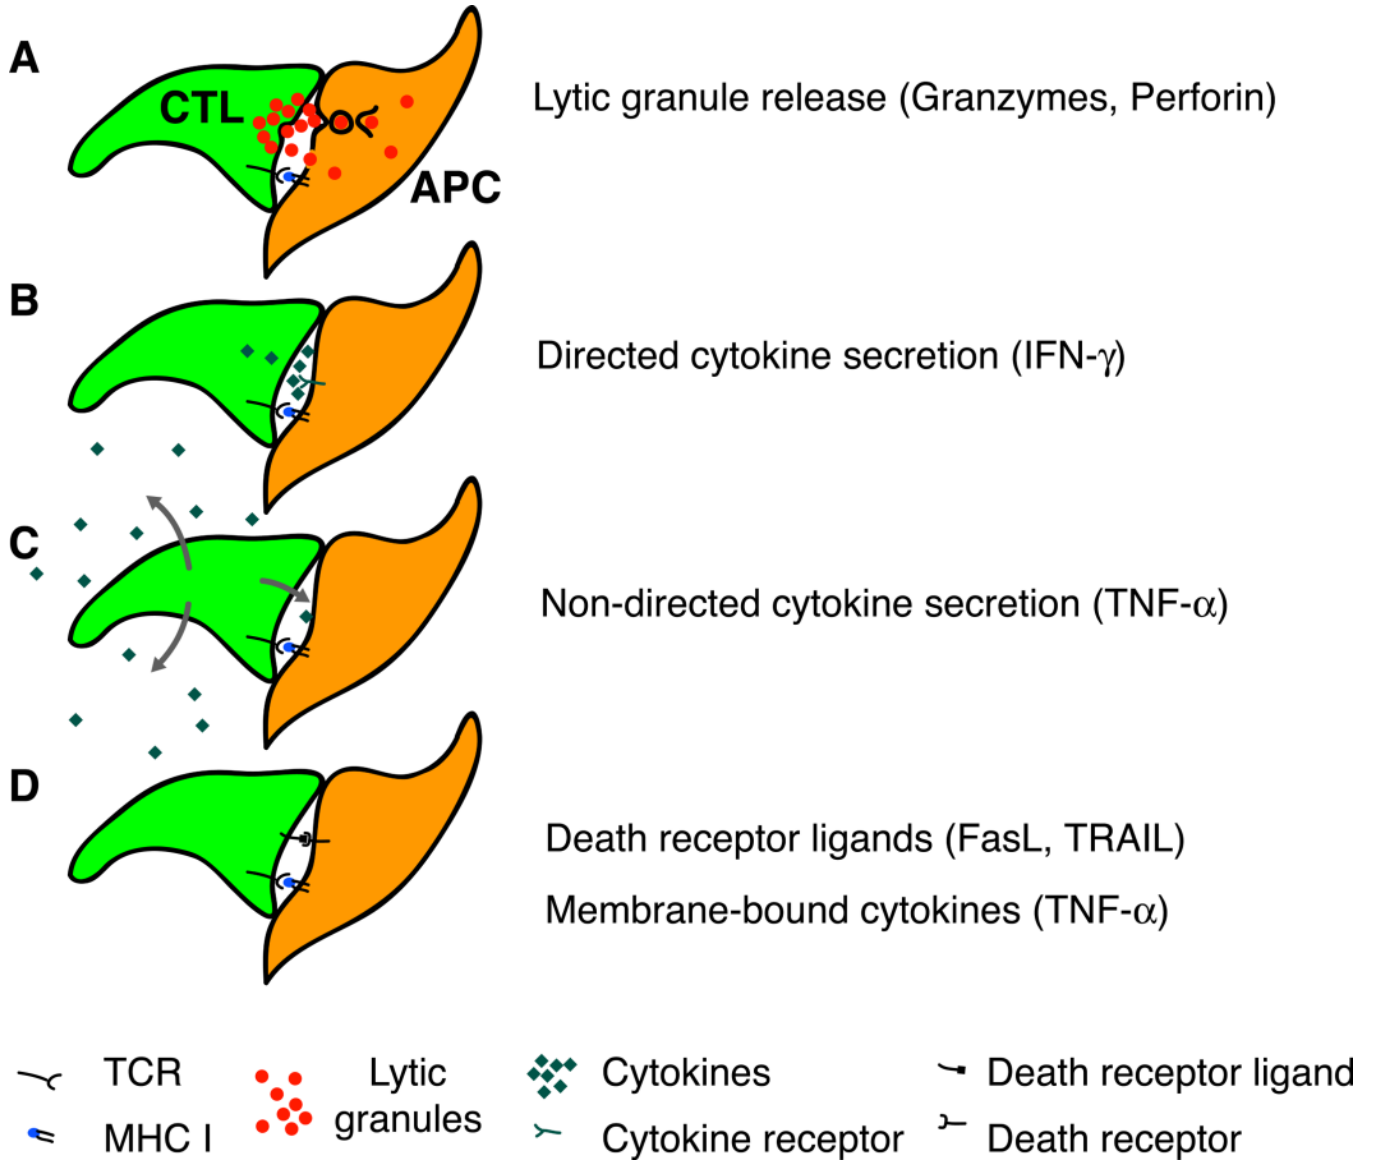 A
CTL
APC
Lytic granule release (Granzymes, Perforin)
B
Directed cytokine secretion (IFN-γ)
C
Non-directed cytokine secretion (TNF-α)
D
Death receptor ligands (FasL, TRAIL)
Membrane-bound cytokines (TNF-α)
TCR
MHC I
Lytic
granules
Cytokines
Cytokine receptor
Death receptor ligand
Death receptor